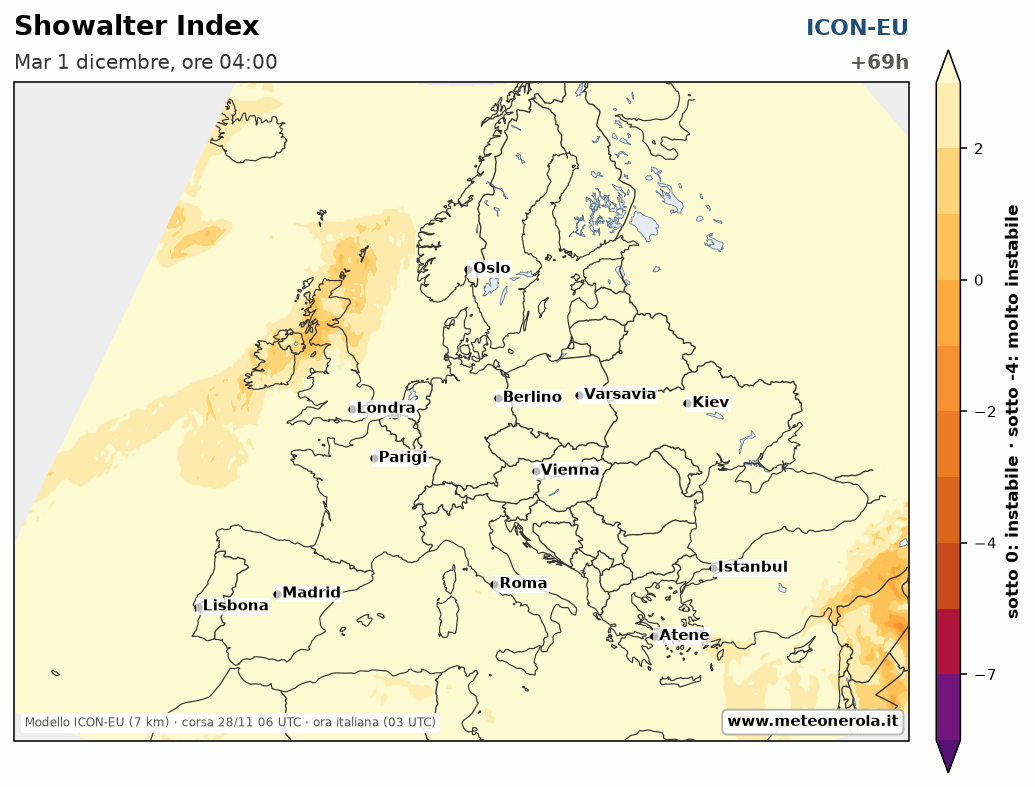 Showalter Index
ICON-EU
Mar 1 dicembre, ore 04:00
+69h
Oslo
Londra
Berlino
Varsavia
Kiev
Parigi
Vienna
Istanbul
Roma
Madrid
Lisbona
Atene
Modello ICON-EU (7 km) · corsa 28/11 06 UTC · ora italiana (03 UTC)
www.meteonerola.it
2
0
−2
−4
−7
sotto 0: instabile · sotto -4: molto instabile